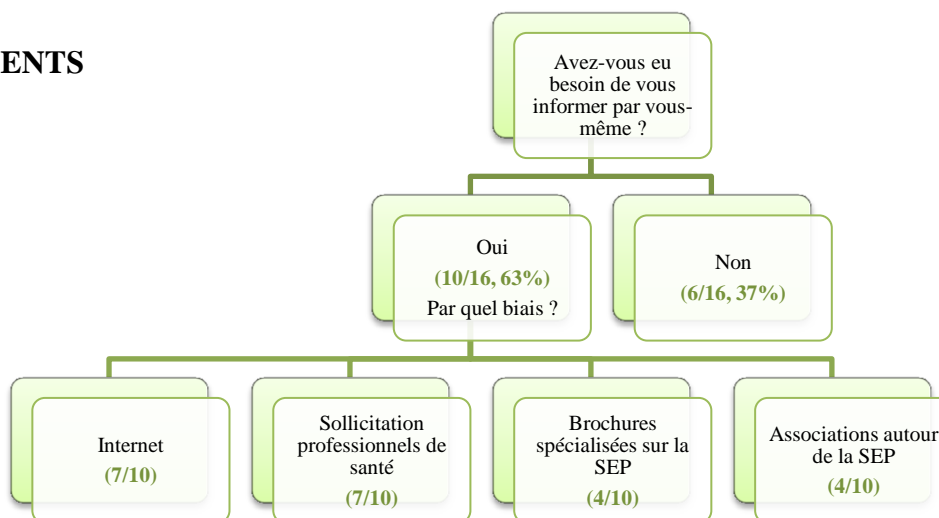 ENTS
Avez-vous eu
besoin de vous
informer par vous-
même ?
Oui
(10/16, 63%)
Par quel biais ?
Non
(6/16, 37%)
Internet
(7/10)
Sollicitation
professionnels de
santé
(7/10)
Brochures
spécialisées sur la
SEP
(4/10)
Associations autour
de la SEP
(4/10)